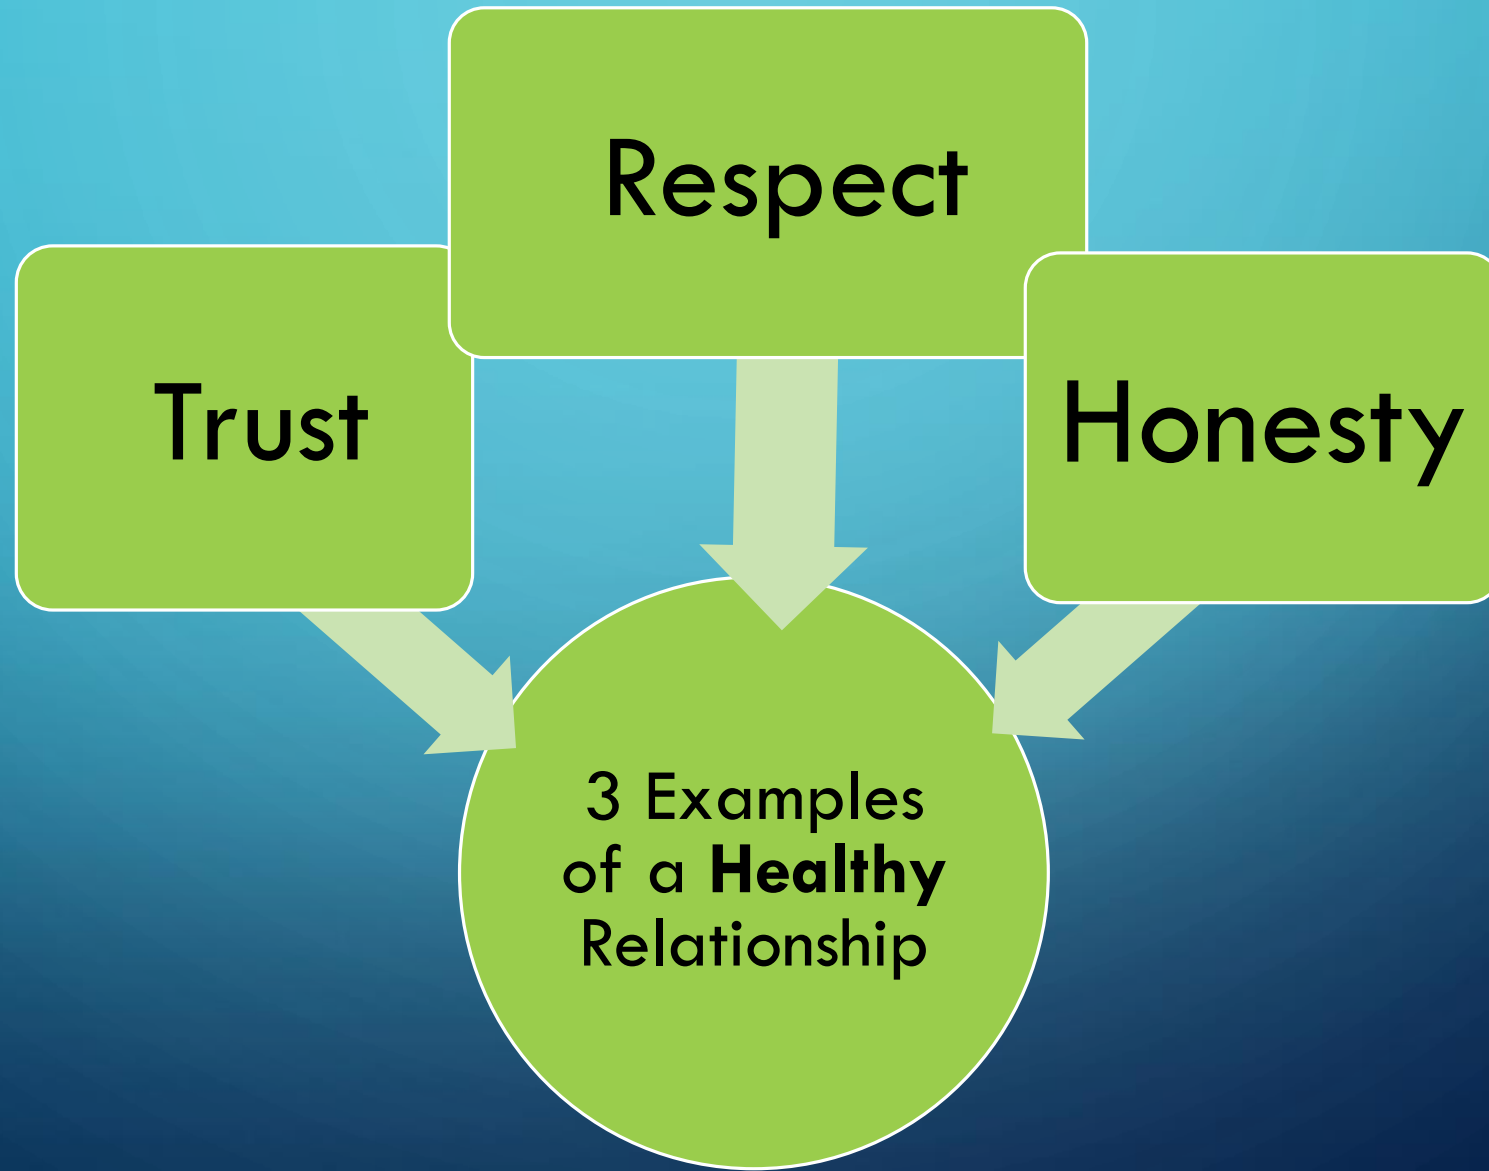 Respect
Trust
Honesty
3 Examples
of a Healthy
Relationship